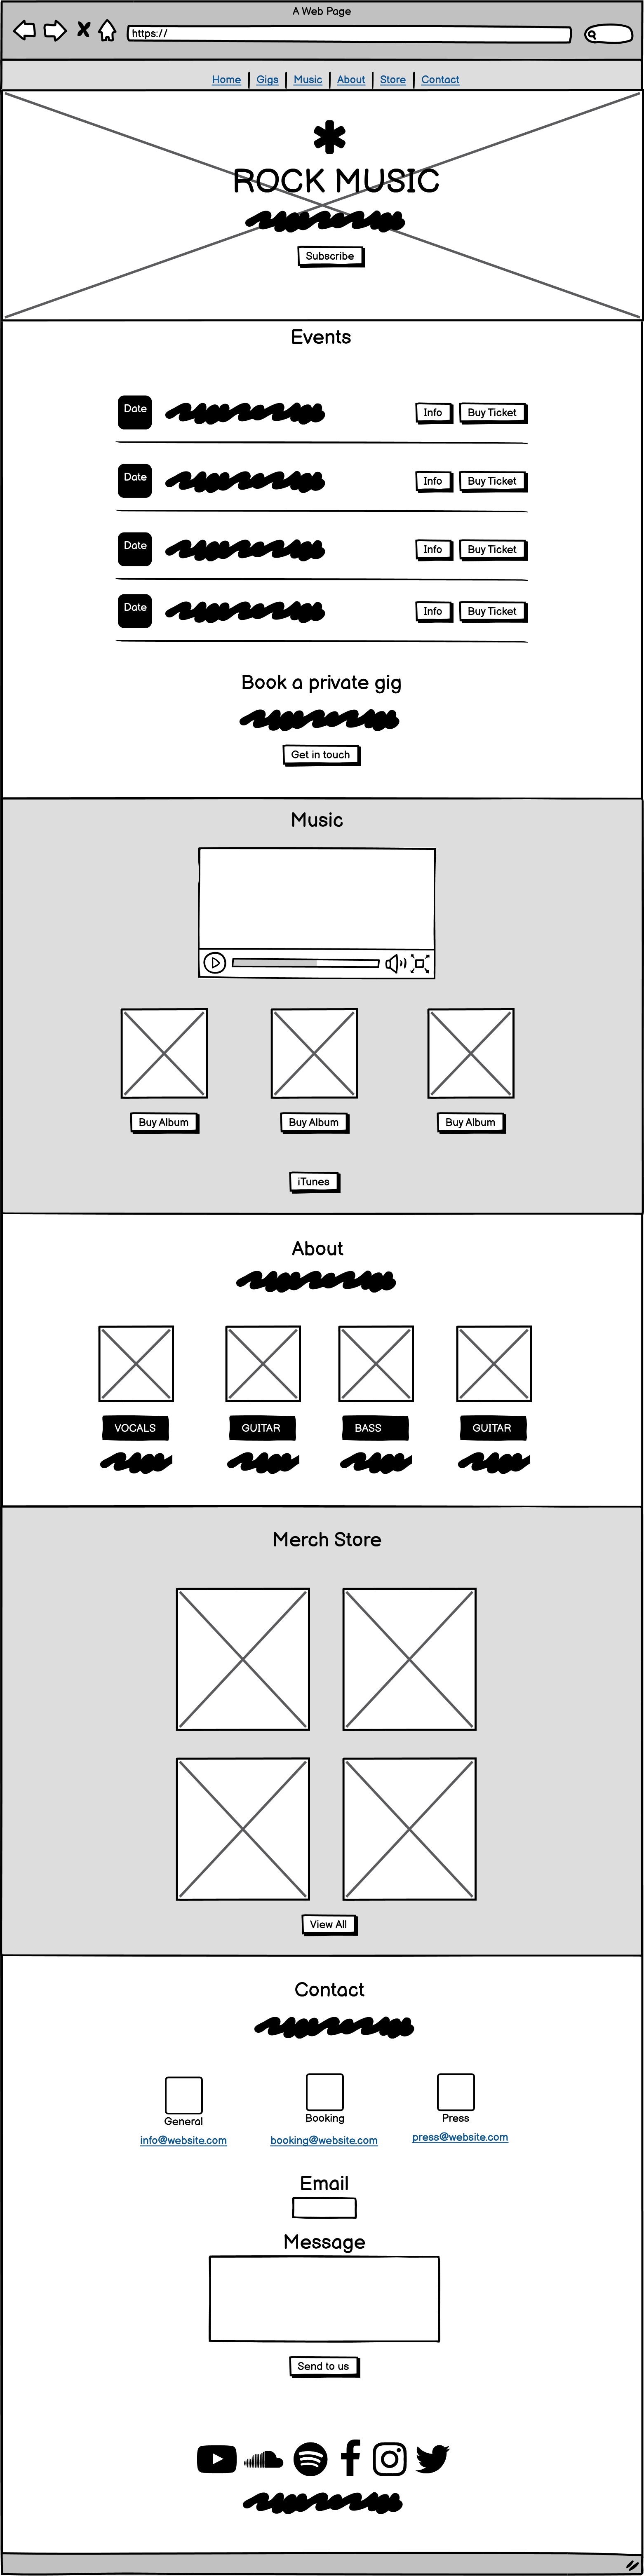 A Web Page
https://
Home | Gigs | Music | About | Store | Contact
ROCK MUSIC
Subscribe
Events
Date Info Buy Ticket
Date Info Buy Ticket
Date Info Buy Ticket
Date Info Buy Ticket
Book a private gig
Get in touch
Music
Buy Album Buy Album Buy Album
iTunes
About
VOCALS GUITAR BASS GUITAR
Merch Store
View All
Contact
General Booking Press
info@website.com booking@website.com press@website.com
Email
Message
Send to us